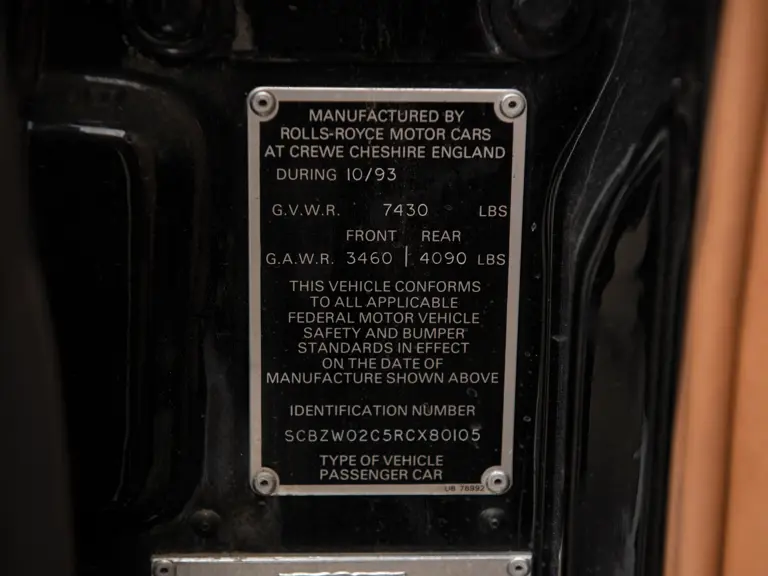 MANUFACTURED BY
ROLLS-ROYCE MOTOR CARS
AT CREWE CHESHIRE ENGLAND
DURING 10/93
G.V.W.R. 7430 LBS
FRONT REAR
G.A.W.R. 3460 | 4090 LBS
THIS VEHICLE CONFORMS
TO ALL APPLICABLE
FEDERAL MOTOR VEHICLE
SAFETY AND BUMPER
STANDARDS IN EFFECT
ON THE DATE OF
MANUFACTURE SHOWN ABOVE
IDENTIFICATION NUMBER
SCBZW02C5RCX80105
TYPE OF VEHICLE
PASSENGER CAR
UB 76992